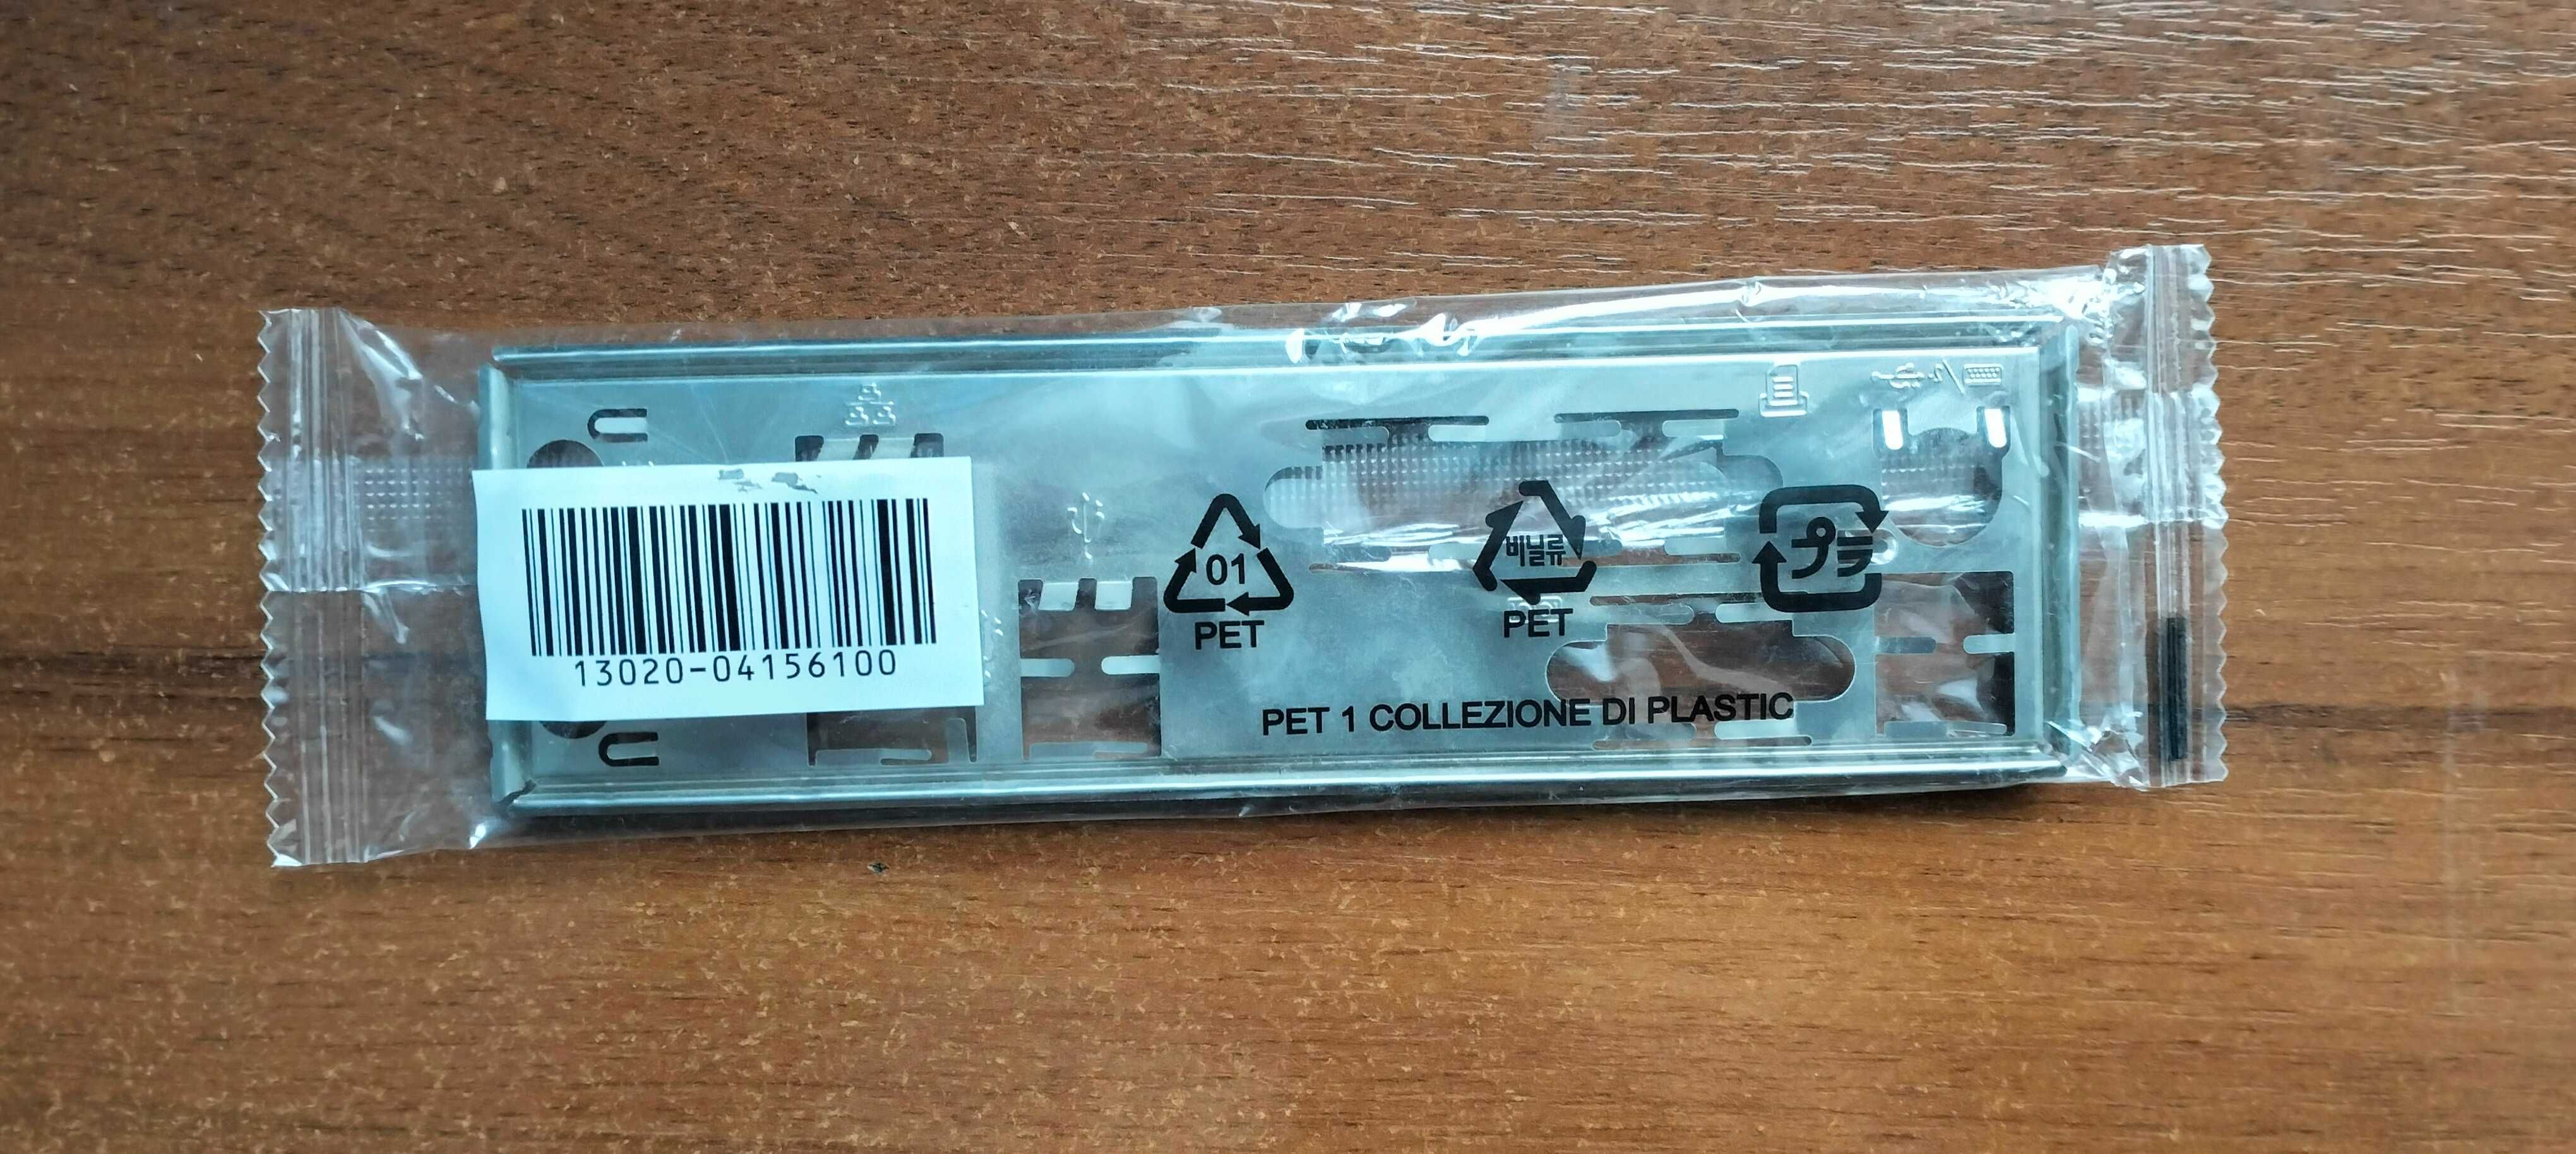 13020-04156100
01
PET
비닐류
PET
プラ
PET 1 COLLEZIONE DI PLASTIC